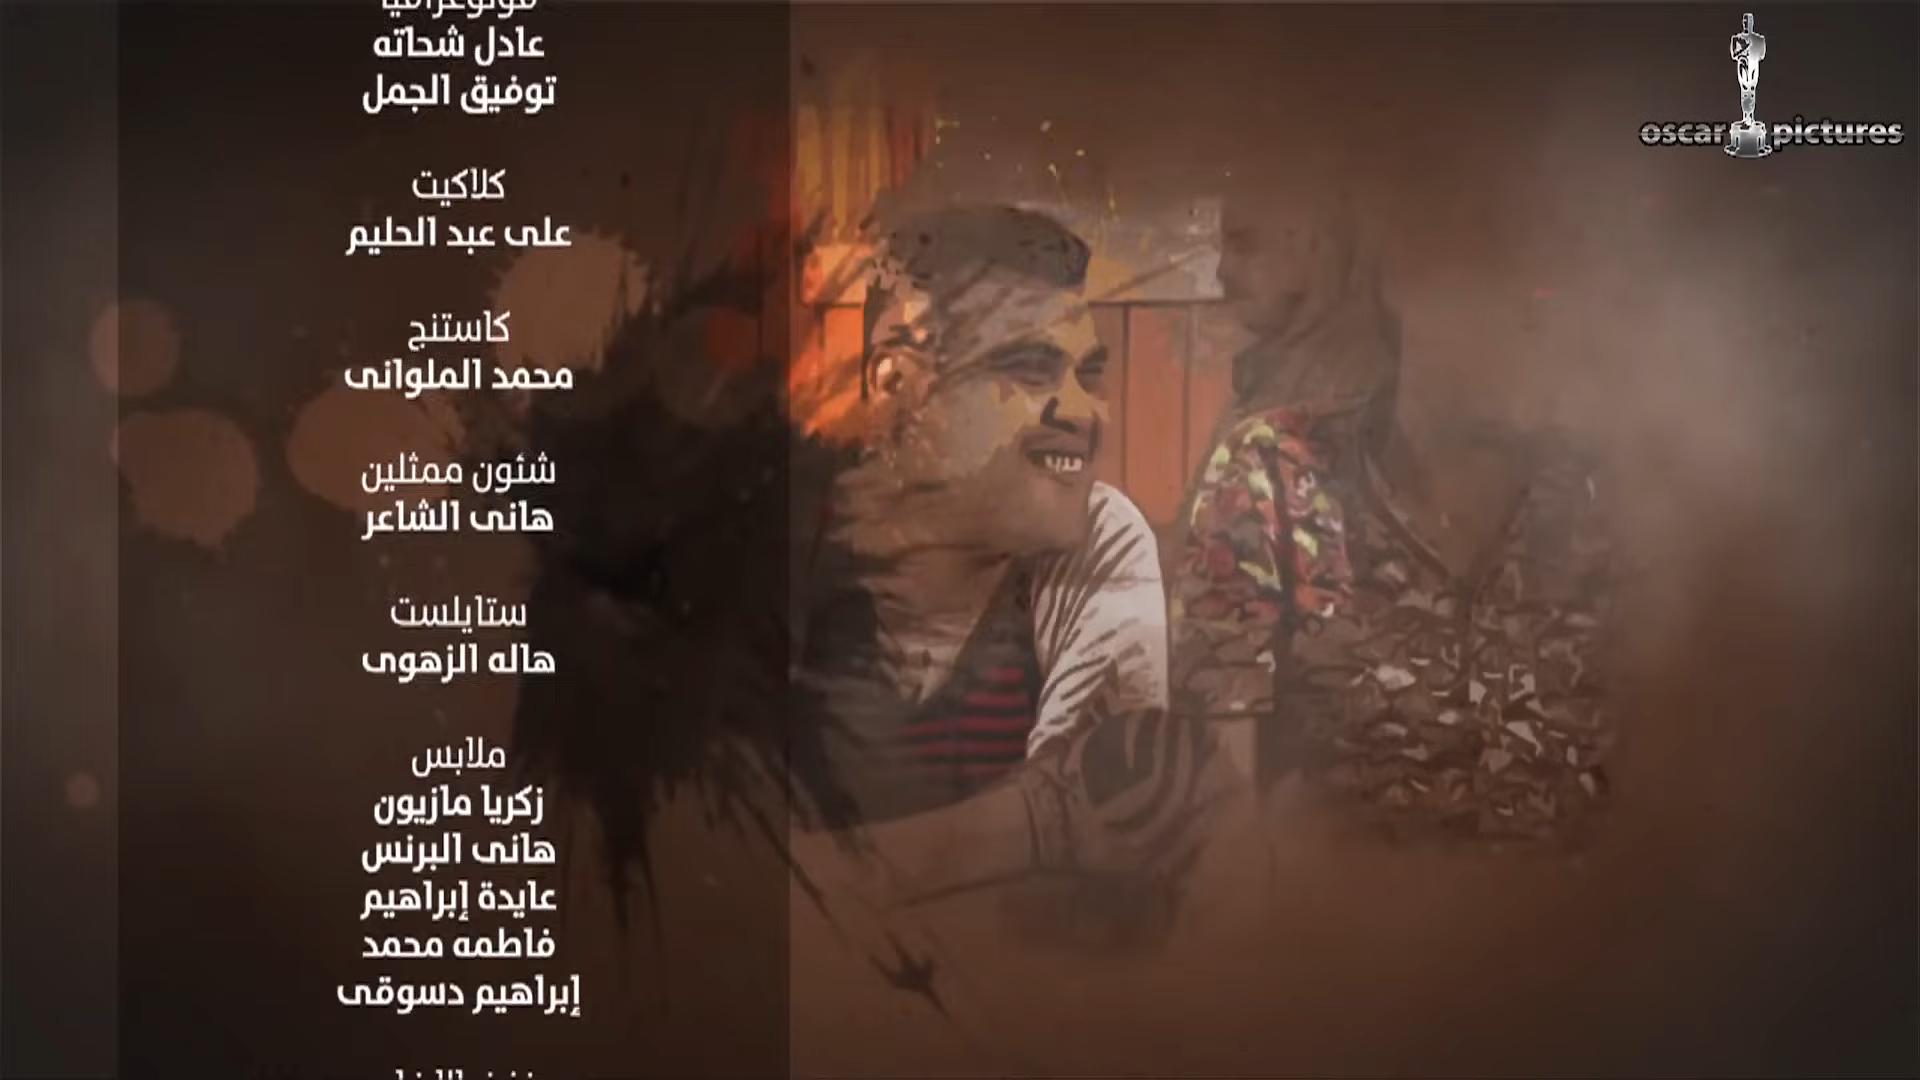 عادل شحاته
توفيق الجمل
كلاكيت
على عبد الحليم
كاستنج
محمد الملوانى
شئون ممثلين
هانى الشاعر
ستايلست
هاله الزهوى
ملابس
زكريا مازيون
هانى البرنس
عايدة إبراهيم
فاطمه محمد
إبراهيم دسوقى
oscar pictures